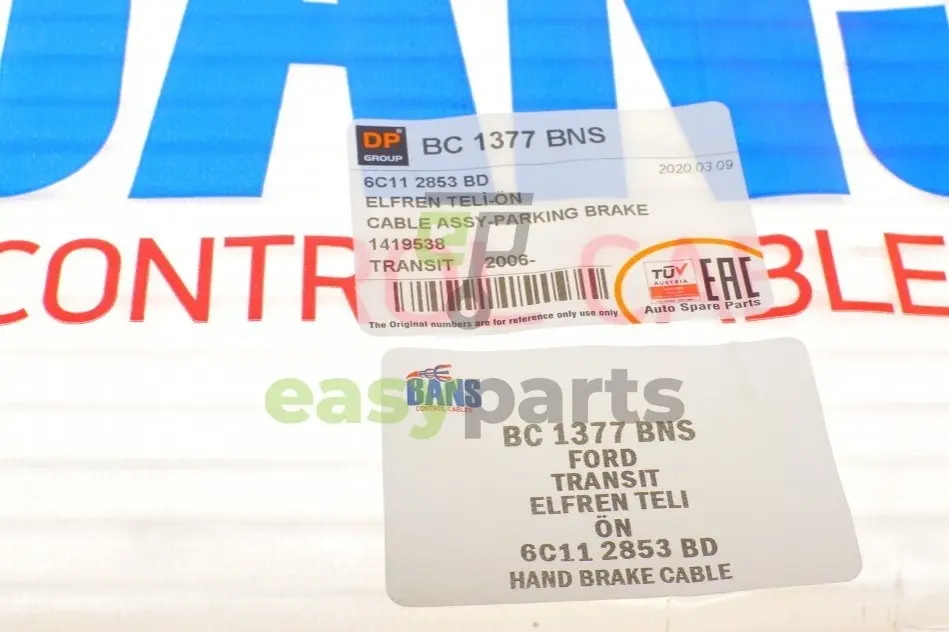 BANS
CONTROL CABLE
DP GROUP
BC 1377 BNS
2020 03.09
6C11 2853 BD
ELFREN TELİ-ÖN
CABLE ASSY-PARKING BRAKE
1419538
TRANSIT 2006-
TÜV AUSTRIA EAC
Auto Spare Parts
The Original numbers are for reference only use only
easyparts
BANS
CONTROL CABLES
BC 1377 BNS
FORD
TRANSIT
ELFREN TELI
ÖN
6C11 2853 BD
HAND BRAKE CABLE